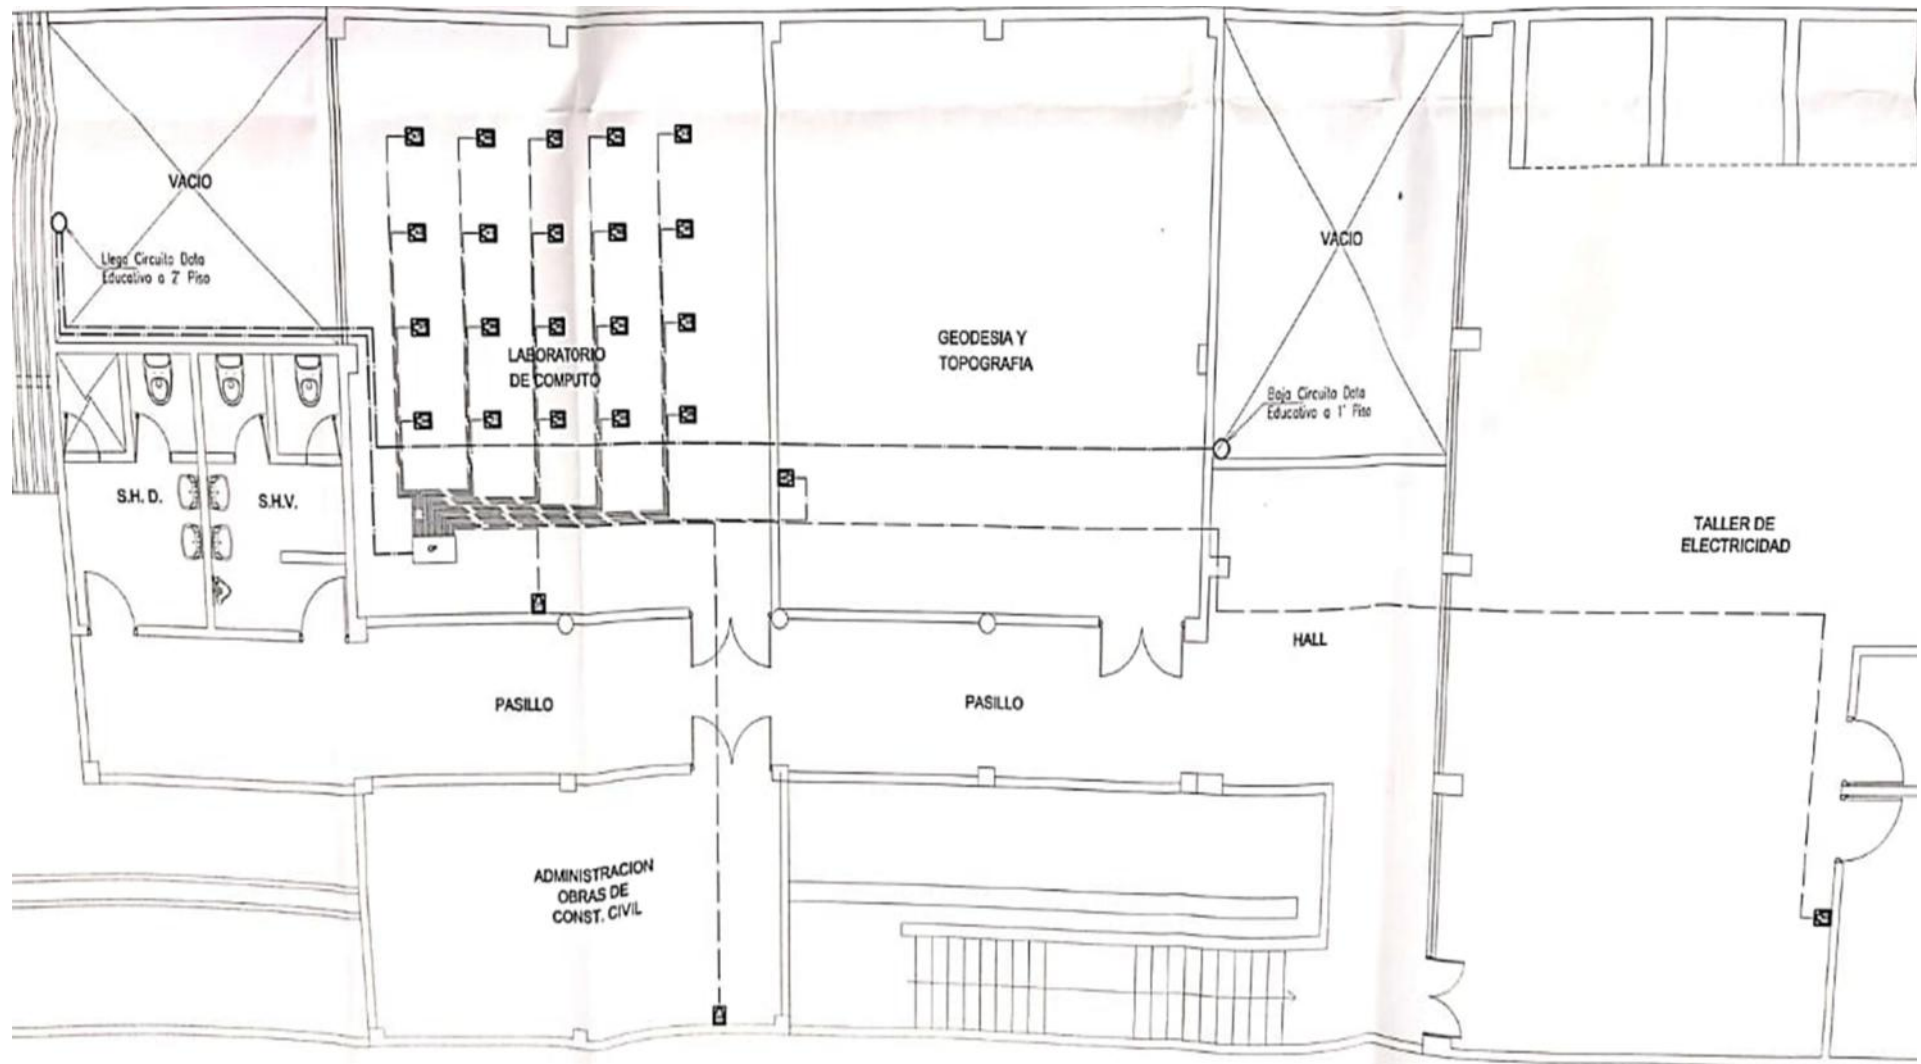 VACIO
Llega Circuito Data
Educativo a 2° Piso
LABORATORIO
DE COMPUTO
GEODESIA Y
TOPOGRAFIA
VACIO
Baja Circuito Data
Educativo a 1° Piso
S.H. D.
S.H.V.
TALLER DE
ELECTRICIDAD
HALL
PASILLO
PASILLO
ADMINISTRACION
OBRAS DE
CONST. CIVIL